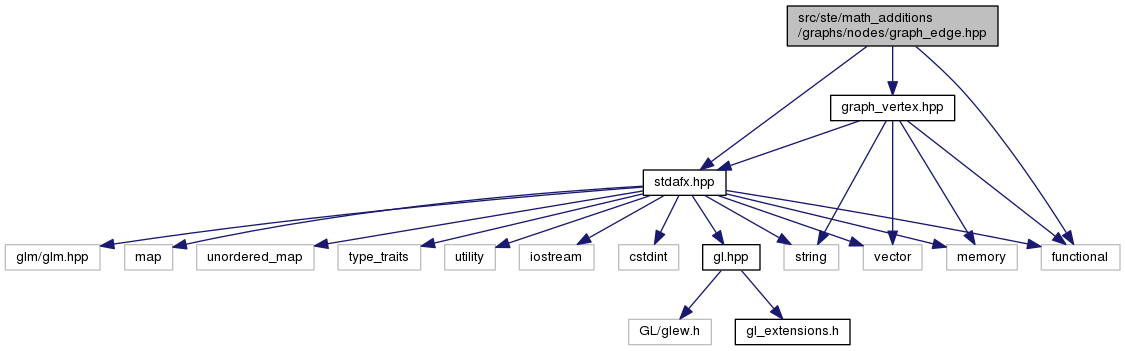 src/ste/math_additions
/graphs/nodes/graph_edge.hpp
graph_vertex.hpp
stdafx.hpp
glm/glm.hpp
map
unordered_map
type_traits
utility
iostream
cstdint
gl.hpp
string
vector
memory
functional
GL/glew.h
gl_extensions.h